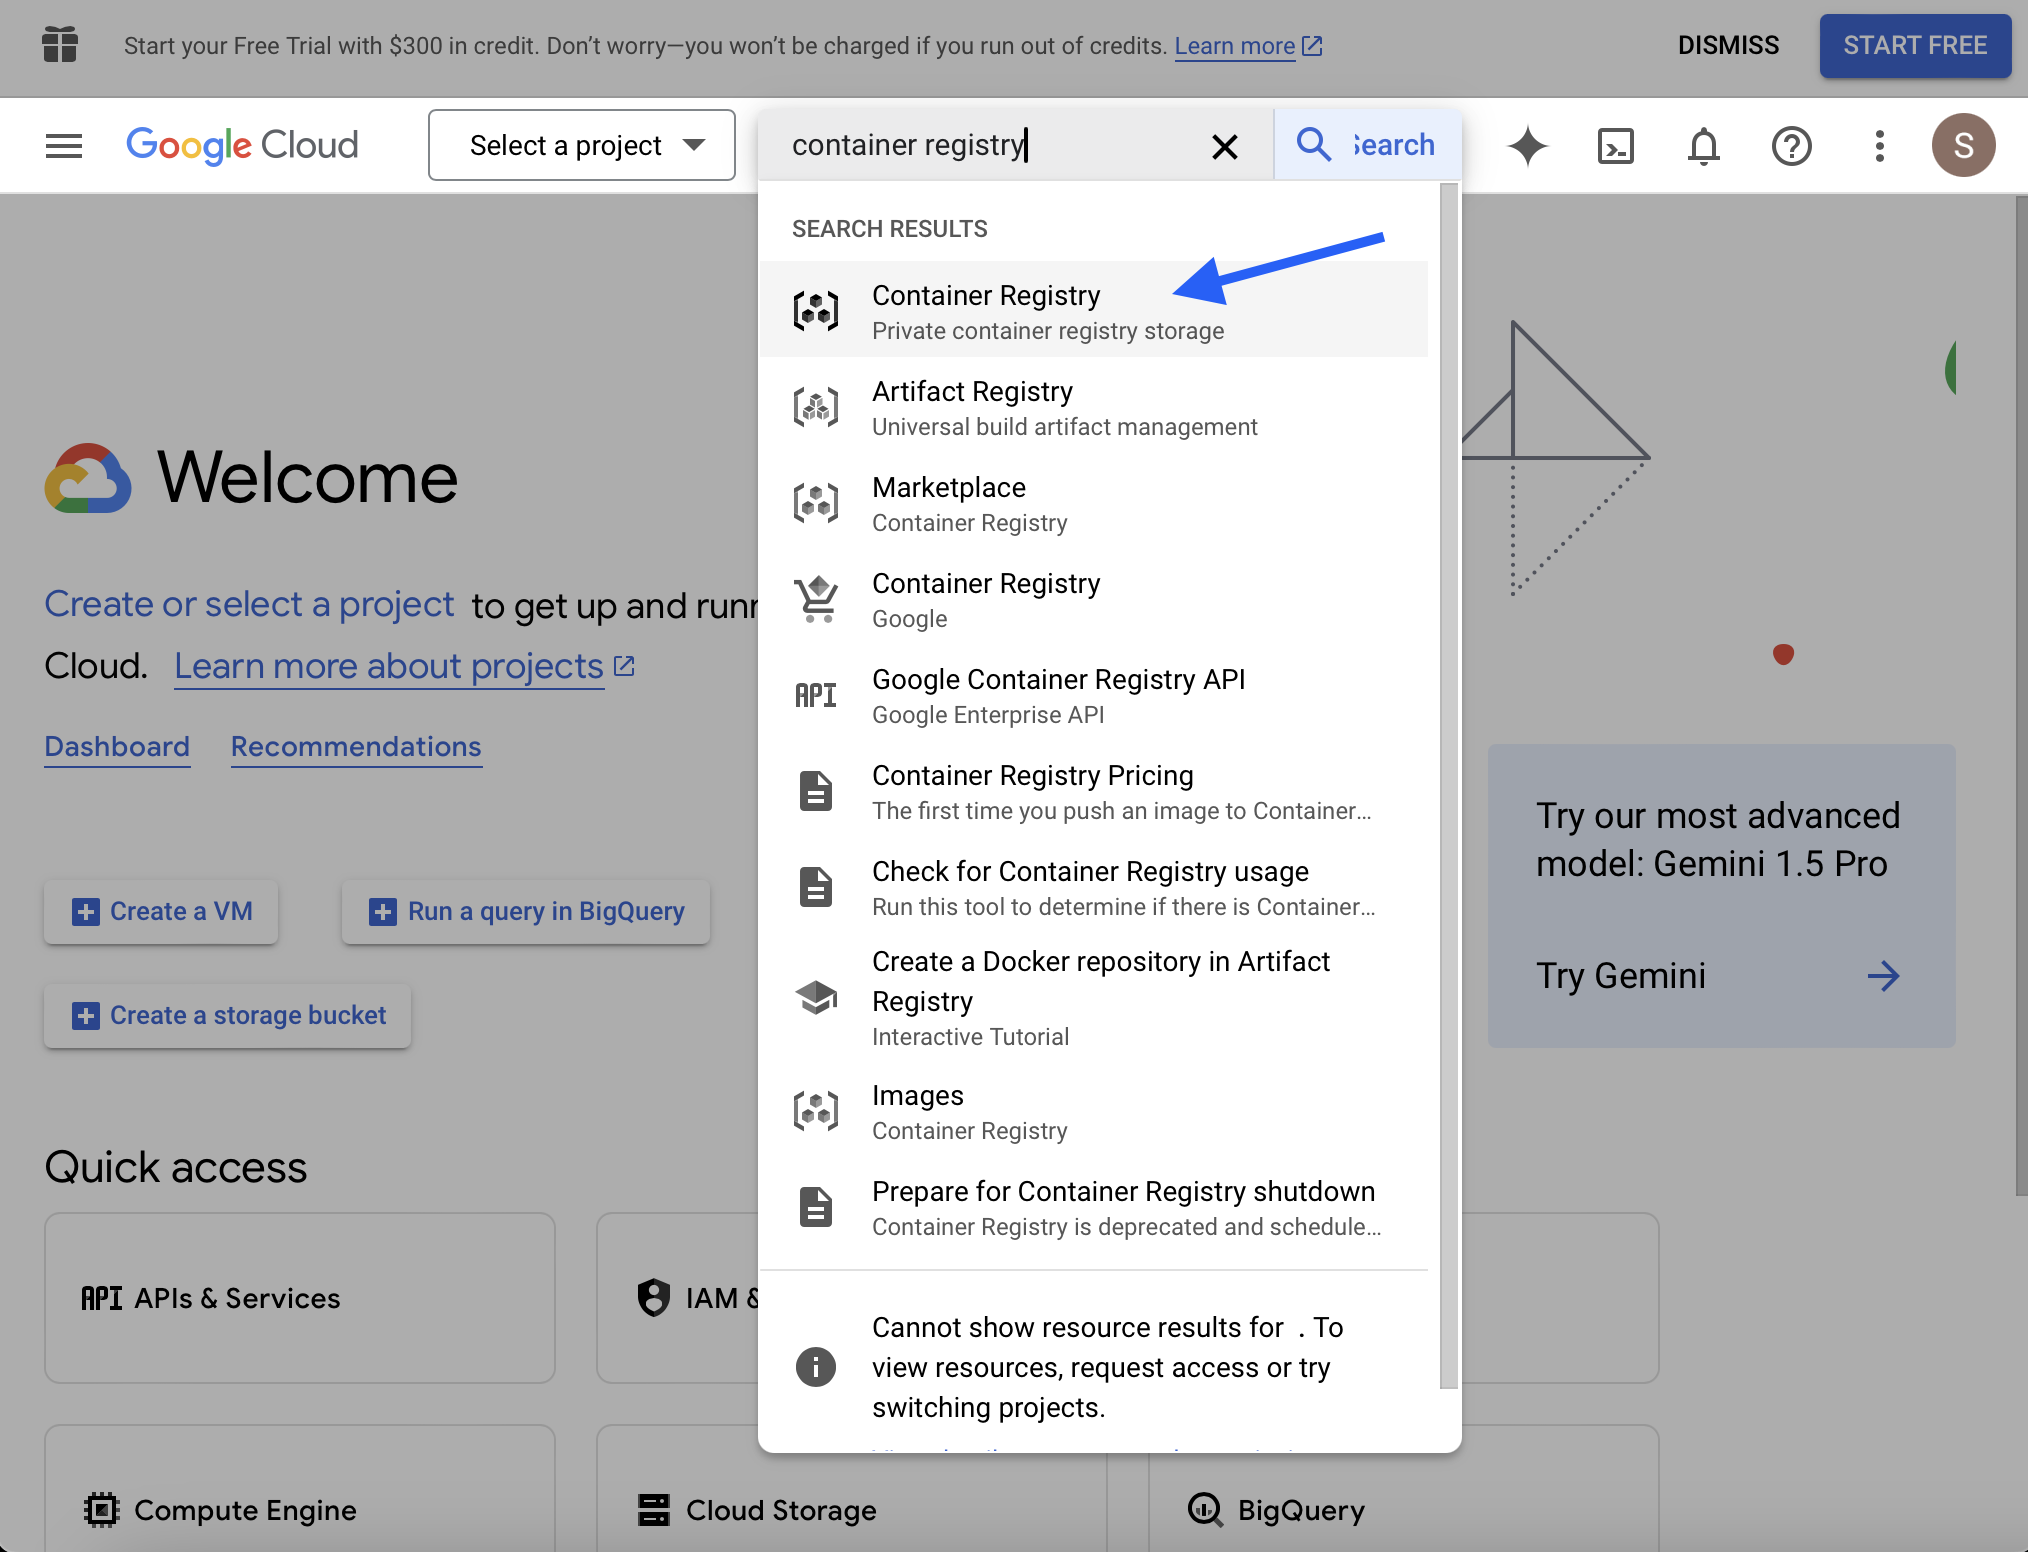 Start your Free Trial with $300 in credit. Don't worry—you won't be charged if you run out of credits. Learn more
DISMISS
START FREE
Google Cloud
Select a project
container registry
Search
S
SEARCH RESULTS
Container Registry
Private container registry storage
Artifact Registry
Universal build artifact management
Marketplace
Container Registry
Container Registry
Google
API
Google Container Registry API
Google Enterprise API
Container Registry Pricing
The first time you push an image to Container...
Check for Container Registry usage
Run this tool to determine if there is Container...
Create a Docker repository in Artifact
Registry
Interactive Tutorial
Images
Container Registry
Prepare for Container Registry shutdown
Container Registry is deprecated and schedule...
Cannot show resource results for . To
view resources, request access or try
switching projects.
Welcome
Create or select a project to get up and
Cloud. Learn more about projects
Dashboard
Recommendations
Create a VM
Run a query in BigQuery
Create a storage bucket
Try our most advanced
model: Gemini 1.5 Pro
Try Gemini
Quick access
API APIs & Services
IAM &
Compute Engine
Cloud Storage
BigQuery